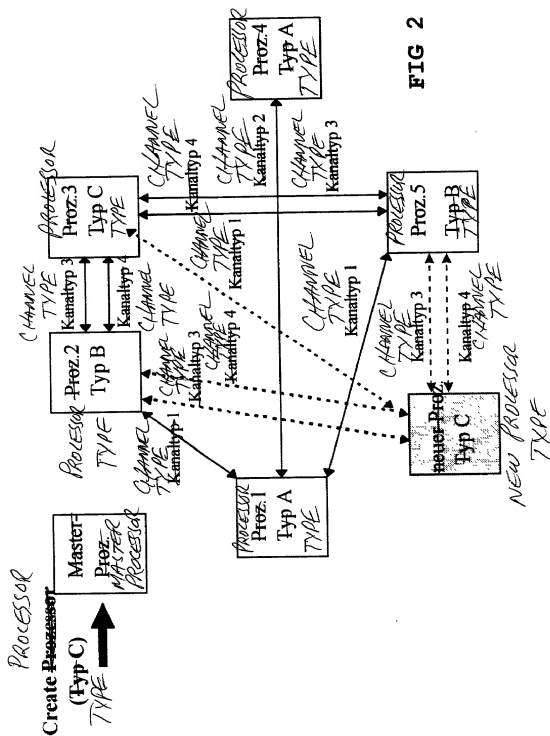 PROCESSOR
Create Prozessor
(Typ C)
TYPE
Master-
Proz.
MASTER
PROCESSOR
Proz.2
Typ B
PROCESSOR
TYPE
CHANNEL
TYPE
Kanaltyp 3
Kanaltyp 4
CHANNEL
TYPE
PROCESSOR
Proz.3
Typ C
TYPE
CHANNEL
TYPE
Kanaltyp 4
CHANNEL
TYPE
Kanaltyp 1
CHANNEL
TYPE
Kanaltyp 2
CHANNEL
TYPE
Kanaltyp 3
PROCESSOR
Proz.4
Typ A
TYPE
CHANNEL
TYPE
Kanaltyp 1
CHANNEL
TYPE
Kanaltyp 3
CHANNEL
TYPE
Kanaltyp 4
PROCESSOR
Proz.1
Typ A
TYPE
CHANNEL
TYPE
Kanaltyp 1
PROCESSOR
Proz.5
Typ B
TYPE
CHANNEL
TYPE
Kanaltyp 3
Kanaltyp 4
CHANNEL
TYPE
neuer Proz.
Typ C
NEW PROCESSOR
TYPE
FIG 2